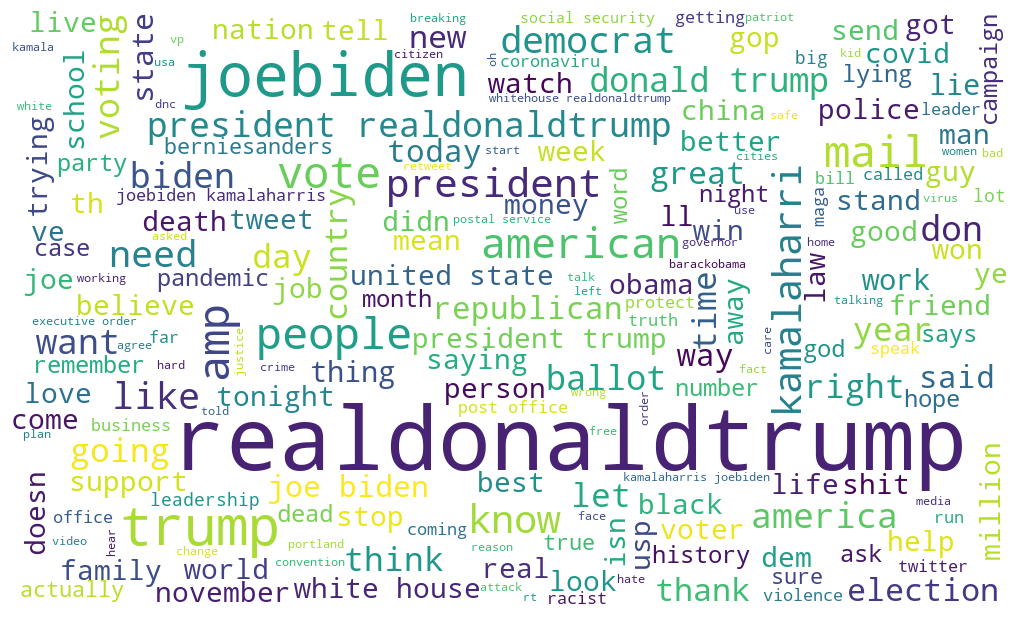 kamala
live
voting
state
breaking
vp
usa
nation
tell
citizen
new
social security
democrat
coronaviru
on
getting
patriot
gop
big
send
covid
got
campaign
joebiden
watch
donald trump
lying
lie
white
dnc
school
whitehouse realdonaldtrump
china
safe
police
leader
trying
president realdonaldtrump
better
man
women
bad
party
berniesanders
today
start
week
cities
mail
biden
vote
retweet
president
word
great
bill
called
guy
joebiden kamalaharris
money
night
maga
stand
virus
lot
th
death
tweet
country
didn
postal service
ll
win
use
kamalaharri
good
don
ve
asked
case
need
day
mean
american
governor
home
won
joe
working
pandemic
job
united state
talk
left
obama
barackobama
time
away
law
work
ye
believe
month
republican
protect
talking
friend
executive order
truth
want
agree
far
amp
justice
people
president trump
way
care
god
year
says
remember
hard
crime
thing
saying
fact
speak
love
tonight
person
ballot
number
right
said
hope
come
like
told
post office
wrong
order
plan
business
free
realdonaldtrump
going
support
joe biden
best
kamalaharris joebiden
life
shit
million
doesn
leadership
let
black
media
office
trump
dead
stop
coming
know
face
isn
usp
voter
america
run
video
hear
change
portland
true
history
dem
ask
help
twitter
family
world
convention
think
reason
real
look
hate
sure
actually
november
white house
attack
rt
racist
thank
violence
election